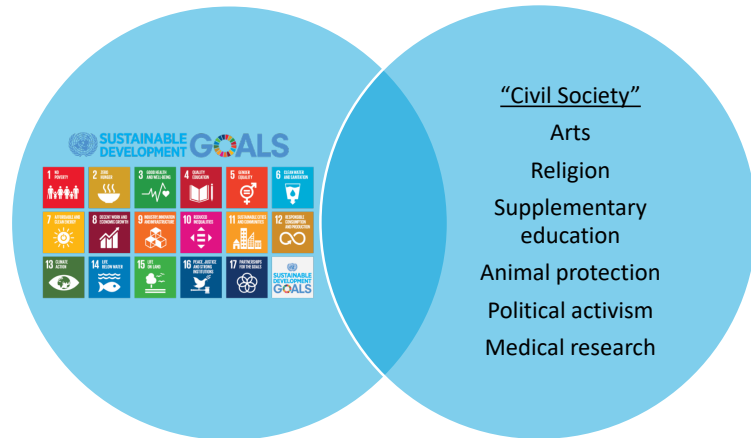 SUSTAINABLE
DEVELOPMENT
GOALS
1 NO
POVERTY
2 ZERO
HUNGER
3 GOOD HEALTH
AND WELL-BEING
4 QUALITY
EDUCATION
5 GENDER
EQUALITY
6 CLEAN WATER
AND SANITATION
7 AFFORDABLE AND
CLEAN ENERGY
8 DECENT WORK AND
ECONOMIC GROWTH
9 INDUSTRY, INNOVATION
AND INFRASTRUCTURE
10 REDUCED
INEQUALITIES
11 SUSTAINABLE CITIES
AND COMMUNITIES
12 RESPONSIBLE
CONSUMPTION
AND PRODUCTION
13 CLIMATE
ACTION
14 LIFE
BELOW WATER
15 LIFE
ON LAND
16 PEACE, JUSTICE
AND STRONG
INSTITUTIONS
17 PARTNERSHIPS
FOR THE GOALS
SUSTAINABLE
DEVELOPMENT
GOALS
“Civil Society”
Arts
Religion
Supplementary
education
Animal protection
Political activism
Medical research